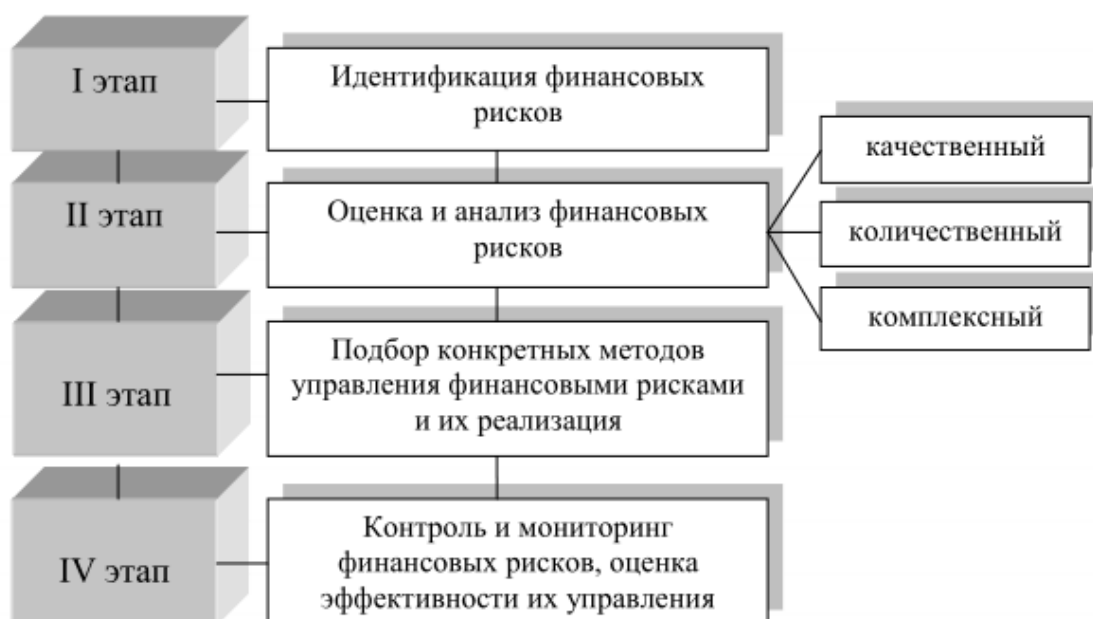 I этап
Идентификация финансовых
рисков
II этап
Оценка и анализ финансовых
рисков
качественный
количественный
комплексный
III этап
Подбор конкретных методов
управления финансовыми рисками
и их реализация
IV этап
Контроль и мониторинг
финансовых рисков, оценка
эффективности их управления